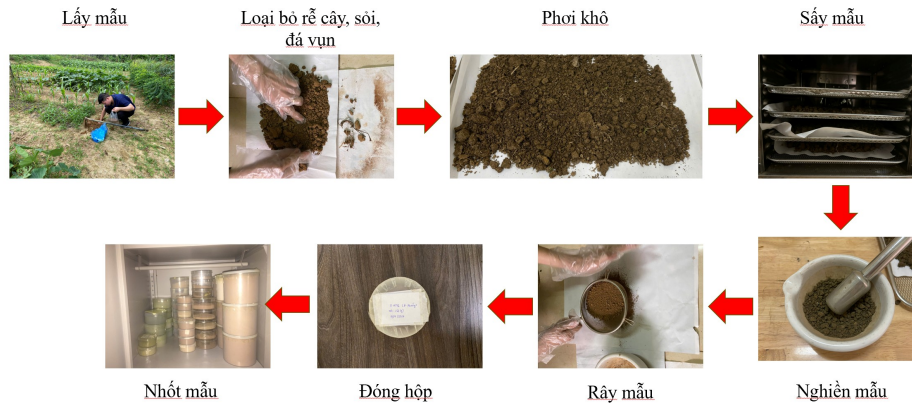 Lấy mẫu
Loại bỏ rễ cây, sỏi,
đá vụn
Phơi khô
Sấy mẫu
Nhốt mẫu
Đóng hộp
Rây mẫu
Nghiền mẫu